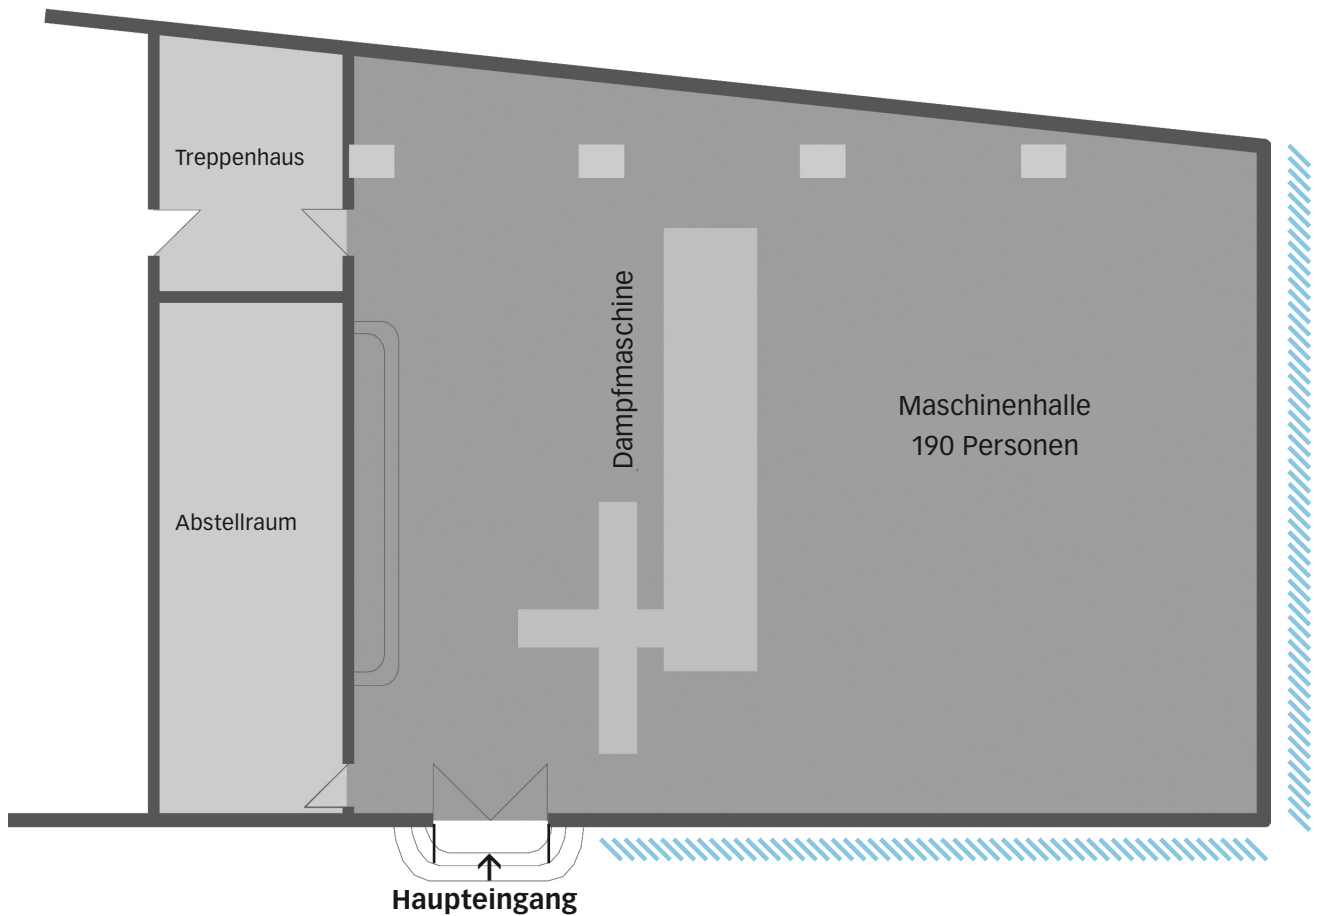 Treppenhaus
Dampfmaschine
Maschinenhalle
190 Personen
Abstellraum
Haupteingang